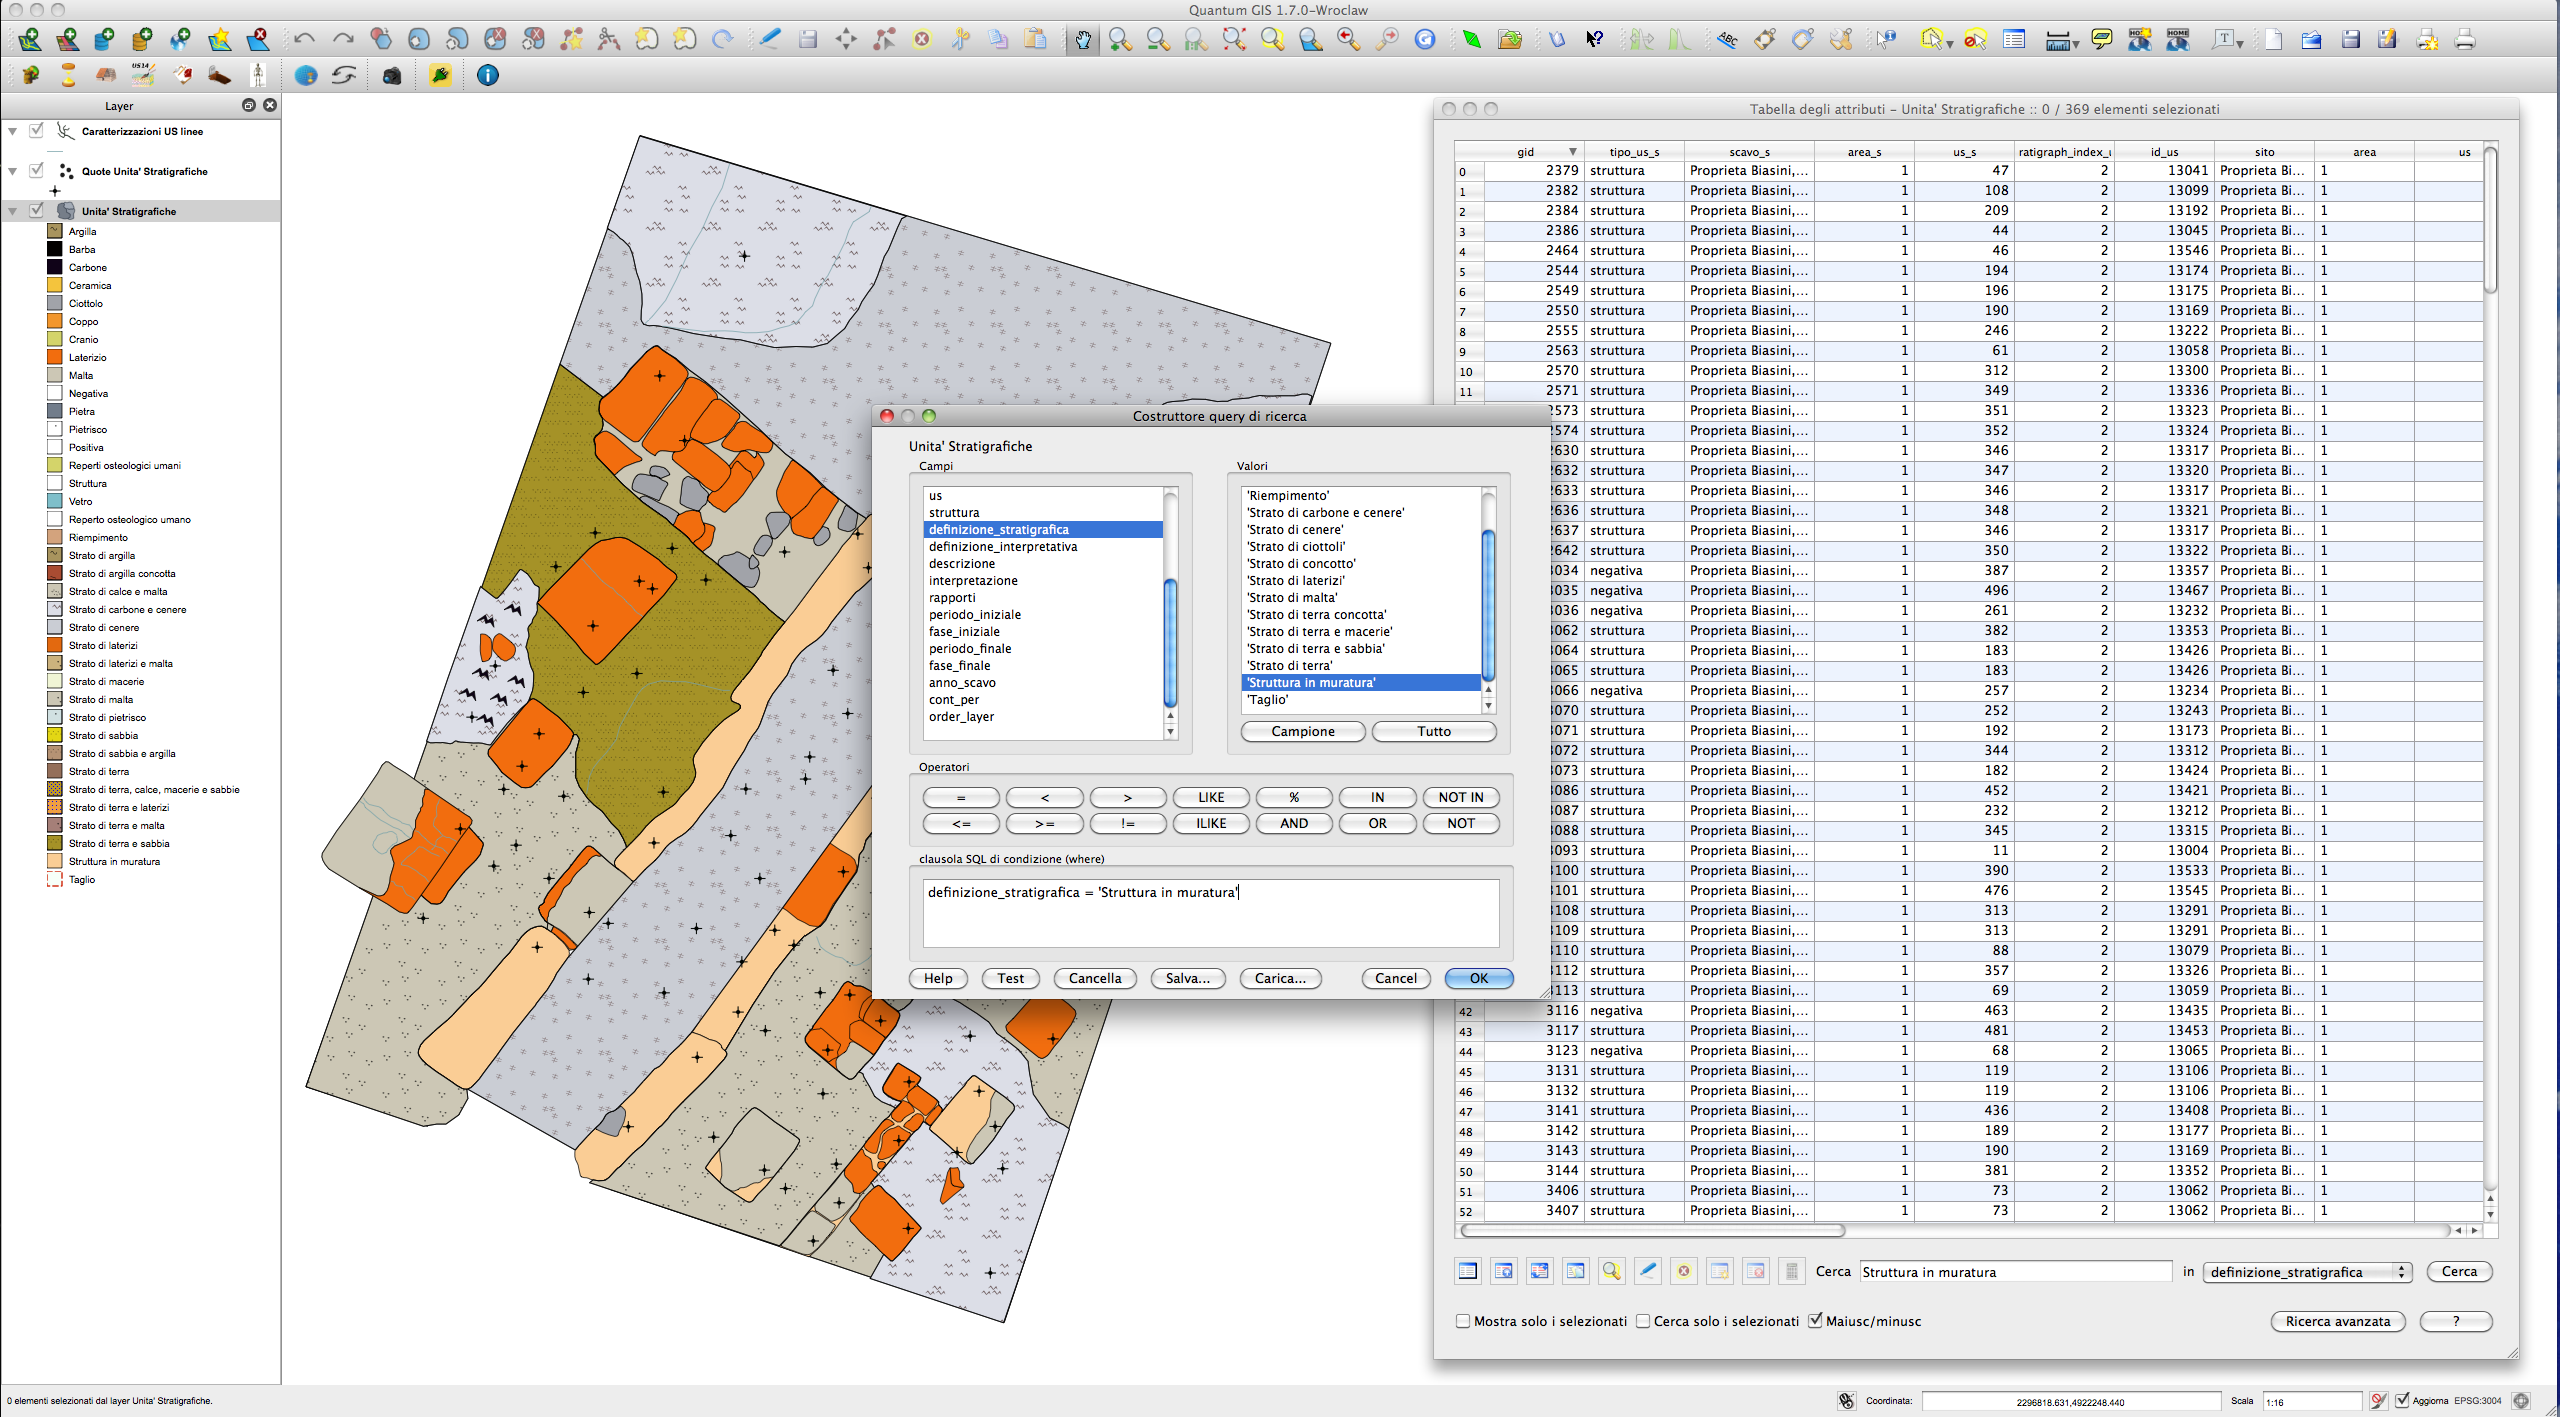 Quantum GIS 1.7.0-Wroclaw
US14
HOME
HOME
ABC
Layer
Caratterizzazioni US linee
Quote Unita' Stratigrafiche
Unita' Stratigrafiche
Argilla
Barba
Carbone
Ceramica
Ciottolo
Coppo
Cranio
Laterizio
Malta
Negativa
Pietra
Pietrisco
Positiva
Reperti osteologici umani
Struttura
Vetro
Reperto osteologico umano
Riempimento
Strato di argilla
Strato di argilla concotta
Strato di calce e malta
Strato di carbone e cenere
Strato di cenere
Strato di laterizi
Strato di laterizi e malta
Strato di macerie
Strato di malta
Strato di pietrisco
Strato di sabbia
Strato di sabbia e argilla
Strato di terra
Strato di terra, calce, macerie e sabbie
Strato di terra e laterizi
Strato di terra e malta
Strato di terra e sabbia
Struttura in muratura
Taglio
Costruttore query di ricerca
Unita' Stratigrafiche
Campi
us
struttura
definizione_stratigrafica
definizione_interpretativa
descrizione
interpretazione
rapporti
periodo_iniziale
fase_iniziale
periodo_finale
fase_finale
anno_scavo
cont_per
order_layer
Valori
'Riempimento'
'Strato di carbone e cenere'
'Strato di cenere'
'Strato di ciottoli'
'Strato di concotto'
'Strato di laterizi'
'Strato di malta'
'Strato di terra concotta'
'Strato di terra e macerie'
'Strato di terra e sabbia'
'Strato di terra'
'Struttura in muratura'
'Taglio'
Campione Tutto
Operatori
= < > LIKE % IN NOT IN
<= >= != ILIKE AND OR NOT
clausola SQL di condizione (where)
definizione_stratigrafica = 'Struttura in muratura'
Help Test Cancella Salva... Carica... Cancel OK
Tabella degli attributi - Unita' Stratigrafiche :: 0 / 369 elementi selezionati
gid tipo_us_s scavo_s area_s us_s ratigraph_index_ id_us sito area us
0 2379 struttura Proprieta Biasini,... 1 47 2 13041 Proprieta Bi... 1
1 2382 struttura Proprieta Biasini,... 1 108 2 13099 Proprieta Bi... 1
2 2384 struttura Proprieta Biasini,... 1 209 2 13192 Proprieta Bi... 1
3 2386 struttura Proprieta Biasini,... 1 44 2 13045 Proprieta Bi... 1
4 2464 struttura Proprieta Biasini,... 1 46 2 13546 Proprieta Bi... 1
5 2544 struttura Proprieta Biasini,... 1 194 2 13174 Proprieta Bi... 1
6 2549 struttura Proprieta Biasini,... 1 196 2 13175 Proprieta Bi... 1
7 2550 struttura Proprieta Biasini,... 1 190 2 13169 Proprieta Bi... 1
8 2555 struttura Proprieta Biasini,... 1 246 2 13222 Proprieta Bi... 1
9 2563 struttura Proprieta Biasini,... 1 61 2 13058 Proprieta Bi... 1
10 2570 struttura Proprieta Biasini,... 1 312 2 13300 Proprieta Bi... 1
11 2571 struttura Proprieta Biasini,... 1 349 2 13336 Proprieta Bi... 1
2573 struttura Proprieta Biasini,... 1 351 2 13323 Proprieta Bi... 1
2574 struttura Proprieta Biasini,... 1 352 2 13324 Proprieta Bi... 1
2630 struttura Proprieta Biasini,... 1 346 2 13317 Proprieta Bi... 1
2632 struttura Proprieta Biasini,... 1 347 2 13320 Proprieta Bi... 1
2633 struttura Proprieta Biasini,... 1 346 2 13317 Proprieta Bi... 1
2636 struttura Proprieta Biasini,... 1 348 2 13321 Proprieta Bi... 1
2637 struttura Proprieta Biasini,... 1 346 2 13317 Proprieta Bi... 1
2642 struttura Proprieta Biasini,... 1 350 2 13322 Proprieta Bi... 1
3034 negativa Proprieta Biasini,... 1 387 2 13357 Proprieta Bi... 1
3035 negativa Proprieta Biasini,... 1 496 2 13467 Proprieta Bi... 1
3036 negativa Proprieta Biasini,... 1 261 2 13232 Proprieta Bi... 1
3062 struttura Proprieta Biasini,... 1 382 2 13353 Proprieta Bi... 1
3064 struttura Proprieta Biasini,... 1 183 2 13426 Proprieta Bi... 1
3065 struttura Proprieta Biasini,... 1 183 2 13426 Proprieta Bi... 1
3066 negativa Proprieta Biasini,... 1 257 2 13234 Proprieta Bi... 1
3070 struttura Proprieta Biasini,... 1 252 2 13243 Proprieta Bi... 1
3071 struttura Proprieta Biasini,... 1 192 2 13173 Proprieta Bi... 1
3072 struttura Proprieta Biasini,... 1 344 2 13312 Proprieta Bi... 1
3073 struttura Proprieta Biasini,... 1 182 2 13424 Proprieta Bi... 1
3086 struttura Proprieta Biasini,... 1 452 2 13421 Proprieta Bi... 1
3087 struttura Proprieta Biasini,... 1 232 2 13212 Proprieta Bi... 1
3088 struttura Proprieta Biasini,... 1 345 2 13315 Proprieta Bi... 1
3093 struttura Proprieta Biasini,... 1 11 2 13004 Proprieta Bi... 1
3100 struttura Proprieta Biasini,... 1 390 2 13533 Proprieta Bi... 1
3101 struttura Proprieta Biasini,... 1 476 2 13545 Proprieta Bi... 1
3108 struttura Proprieta Biasini,... 1 313 2 13291 Proprieta Bi... 1
3109 struttura Proprieta Biasini,... 1 313 2 13291 Proprieta Bi... 1
3110 struttura Proprieta Biasini,... 1 88 2 13079 Proprieta Bi... 1
3112 struttura Proprieta Biasini,... 1 357 2 13326 Proprieta Bi... 1
3113 struttura Proprieta Biasini,... 1 69 2 13059 Proprieta Bi... 1
42 3116 negativa Proprieta Biasini,... 1 463 2 13435 Proprieta Bi... 1
43 3117 struttura Proprieta Biasini,... 1 481 2 13453 Proprieta Bi... 1
44 3123 negativa Proprieta Biasini,... 1 68 2 13065 Proprieta Bi... 1
45 3131 struttura Proprieta Biasini,... 1 119 2 13106 Proprieta Bi... 1
46 3132 struttura Proprieta Biasini,... 1 119 2 13106 Proprieta Bi... 1
47 3141 struttura Proprieta Biasini,... 1 436 2 13408 Proprieta Bi... 1
48 3142 struttura Proprieta Biasini,... 1 189 2 13177 Proprieta Bi... 1
49 3143 struttura Proprieta Biasini,... 1 190 2 13169 Proprieta Bi... 1
50 3144 struttura Proprieta Biasini,... 1 381 2 13352 Proprieta Bi... 1
51 3406 struttura Proprieta Biasini,... 1 73 2 13062 Proprieta Bi... 1
52 3407 struttura Proprieta Biasini,... 1 73 2 13062 Proprieta Bi... 1
Cerca Struttura in muratura in definizione_stratigrafica Cerca
Mostra solo i selezionati Cerca solo i selezionati Maiusc/minusc Ricerca avanzata ?
0 elementi selezionati dal layer Unita' Stratigrafiche. Coordinata: 2296818.631,4922248.440 Scala 1:16 Aggiorna EPSG:3004